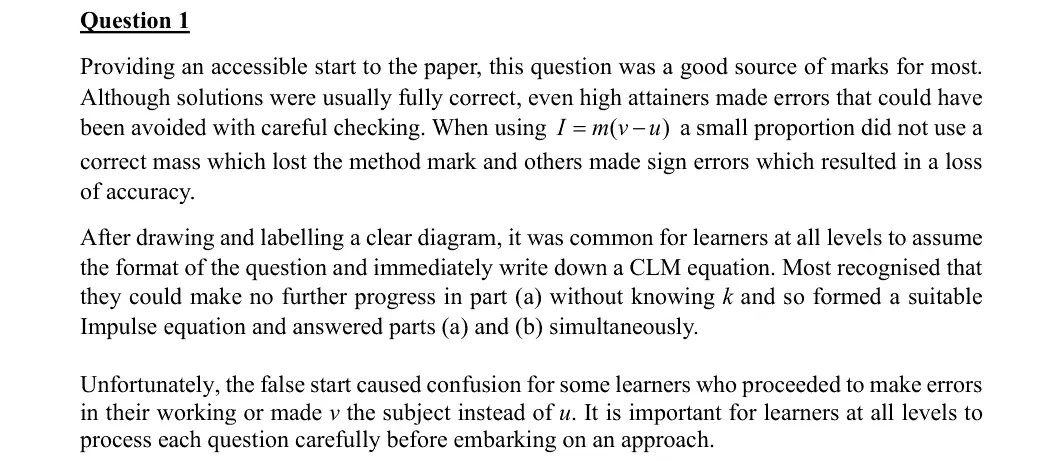 Question 1
Providing an accessible start to the paper, this question was a good source of marks for most.
Although solutions were usually fully correct, even high attainers made errors that could have
been avoided with careful checking. When using I = m(v − u) a small proportion did not use a
correct mass which lost the method mark and others made sign errors which resulted in a loss
of accuracy.
After drawing and labelling a clear diagram, it was common for learners at all levels to assume
the format of the question and immediately write down a CLM equation. Most recognised that
they could make no further progress in part (a) without knowing k and so formed a suitable
Impulse equation and answered parts (a) and (b) simultaneously.
Unfortunately, the false start caused confusion for some learners who proceeded to make errors
in their working or made v the subject instead of u. It is important for learners at all levels to
process each question carefully before embarking on an approach.